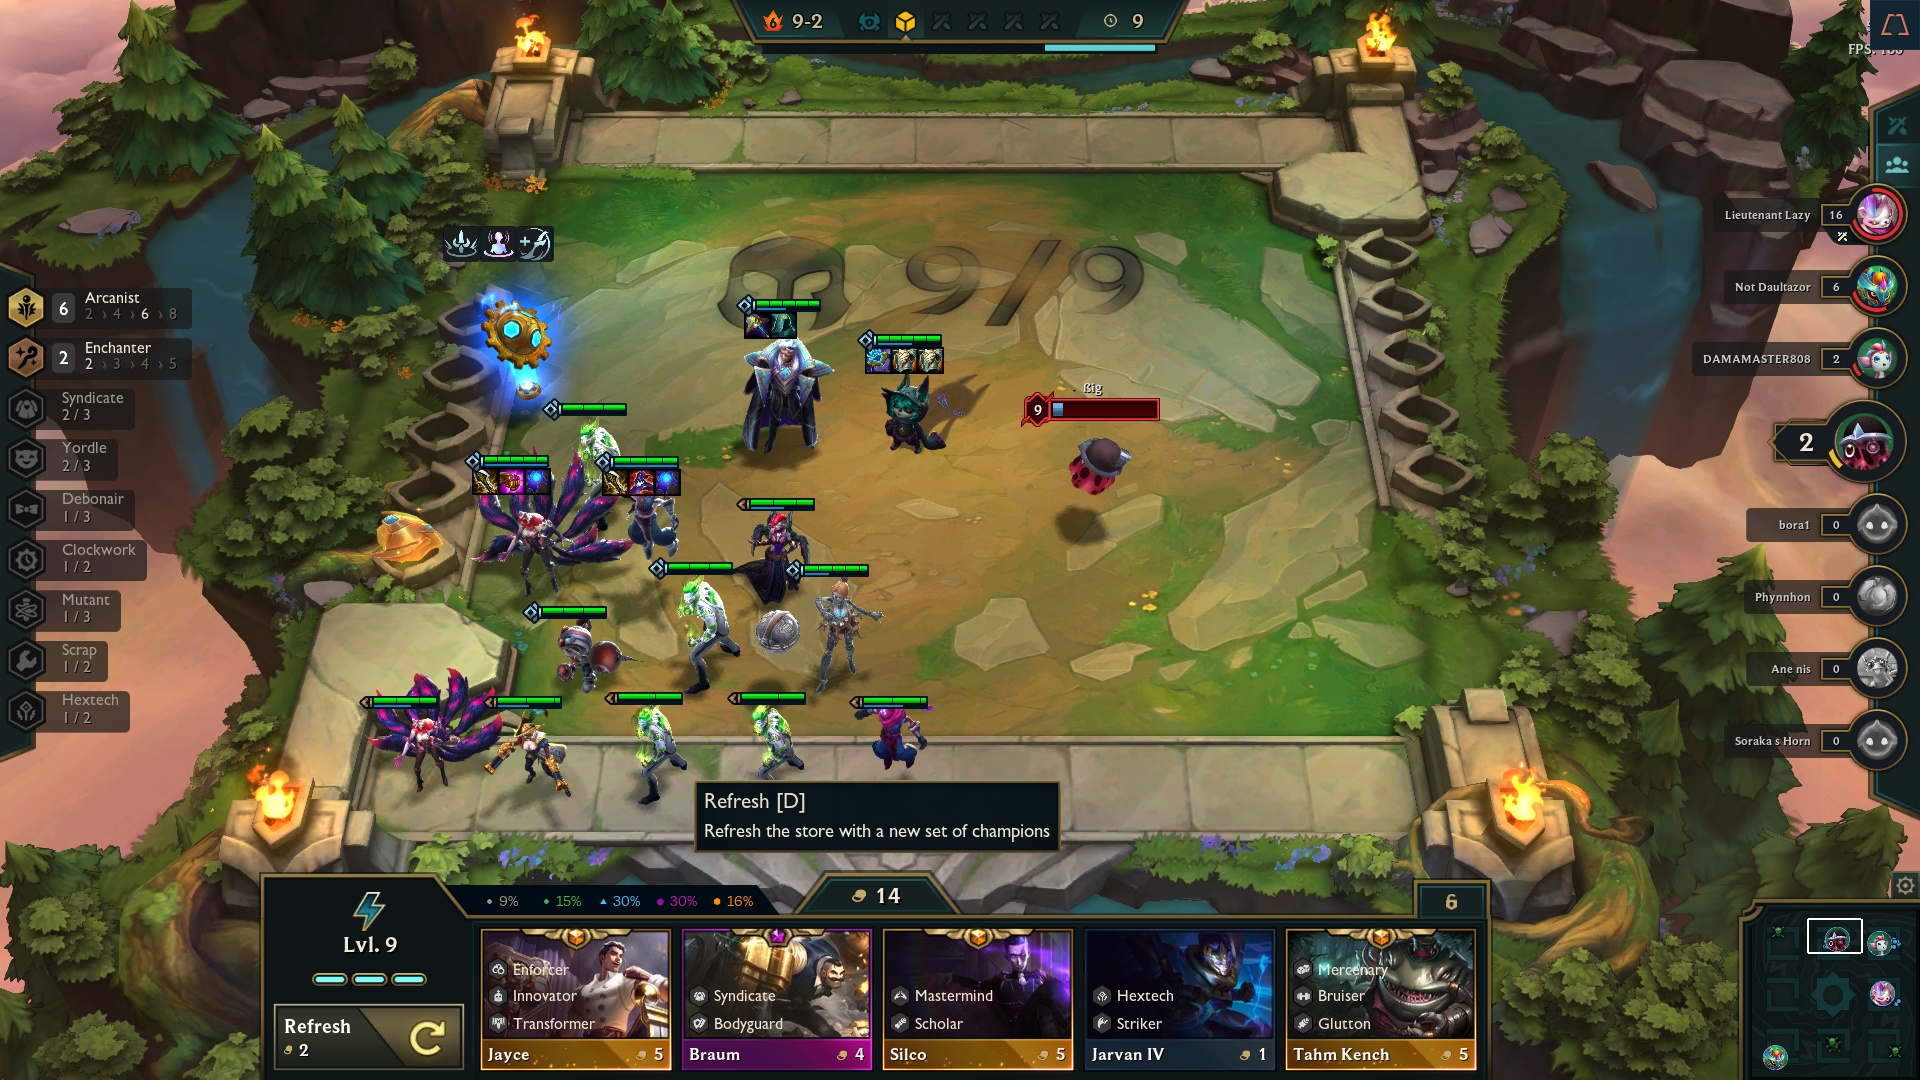 9-2
9
FPS:
9/9
6
Arcanist
2 › 4 › 6 › 8
2
Enchanter
2 › 3 › 4 › 5
Syndicate
2 / 3
Yordle
2 / 3
Debonair
1 / 3
Clockwork
1 / 2
Mutant
1 / 3
Scrap
1 / 2
Hextech
1 / 2
9
Big
Lieutenant Lazy 16
Not Daultazor 6
DAMAMASTER808 2
2
bora1 0
Phynnhon 0
Ane nis 0
Soraka s Horn 0
Refresh [D]
Refresh the store with a new set of champions
9% 15% 30% 30% 16%
14
6
Lvl. 9
Refresh
2
Enforcer
Innovator
Transformer
Jayce 5
Syndicate
Bodyguard
Braum 4
Mastermind
Scholar
Silco 5
Hextech
Striker
Jarvan IV 1
Mercenary
Bruiser
Glutton
Tahm Kench 5